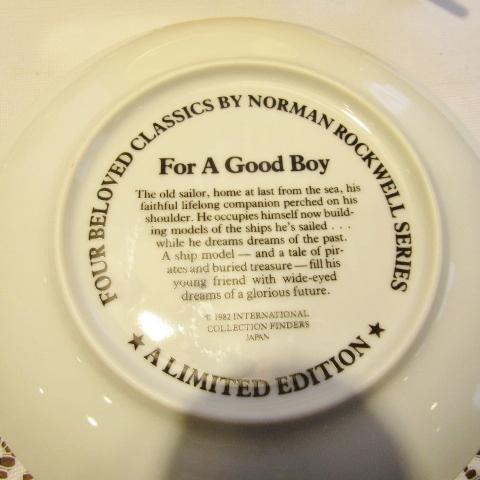 FOUR BELOVED CLASSICS BY NORMAN ROCKWELL SERIES
For A Good Boy
The old sailor, home at last from the sea, his
faithful lifelong companion perched on his
shoulder. He occupies himself now build-
ing models of the ships he's sailed . . .
while he dreams dreams of the past.
A ship model — and a tale of pir-
ates and buried treasure — fill his
young friend with wide-eyed
dreams of a glorious future.
© 1982 INTERNATIONAL
COLLECTION FINDERS
JAPAN
★ A LIMITED EDITION ★